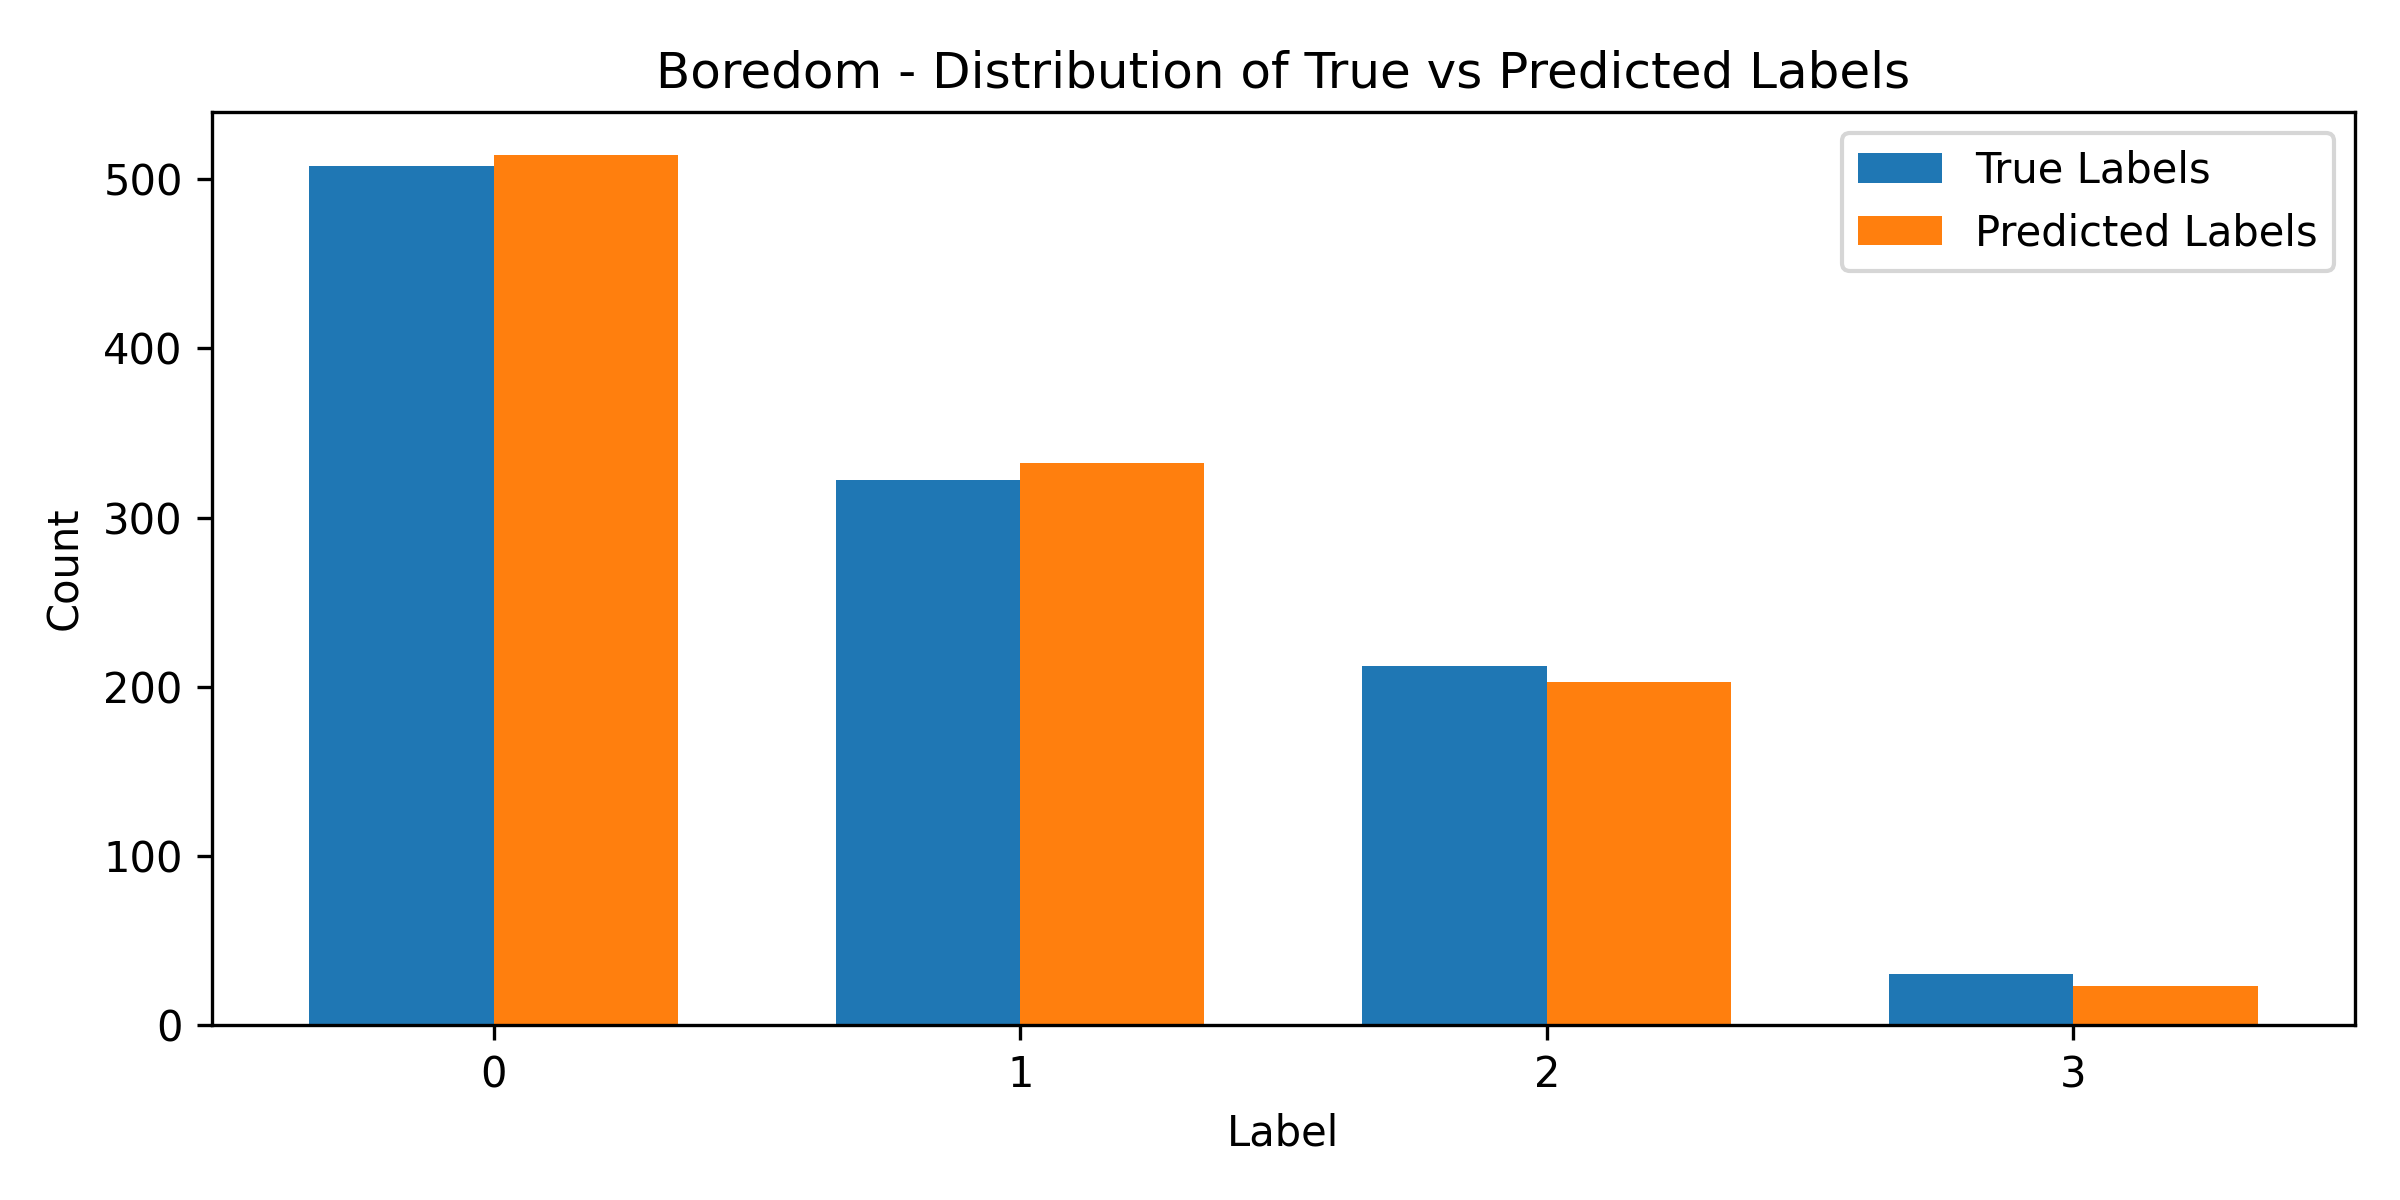 Boredom - Distribution of True vs Predicted Labels
True Labels
Predicted Labels
Count
500
400
300
200
100
0
0 1 2 3
Label